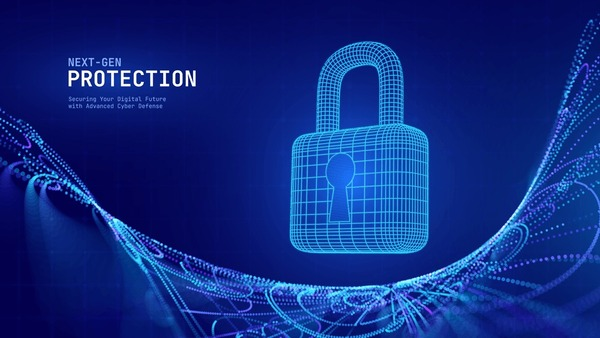 NEXT-GEN
PROTECTION
Securing Your Digital Future
with Advanced Cyber Defense